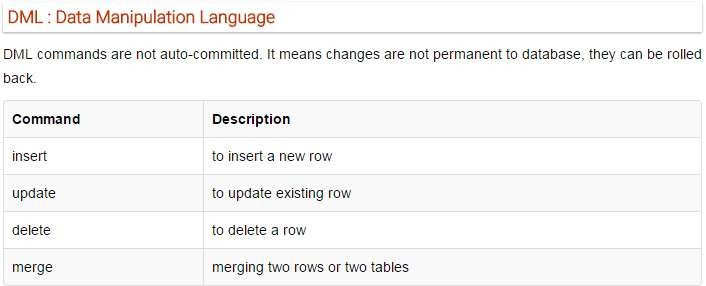 DML : Data Manipulation Language
DML commands are not auto-committed. It means changes are not permanent to database, they can be rolled
back.
Command Description
insert to insert a new row
update to update existing row
delete to delete a row
merge merging two rows or two tables